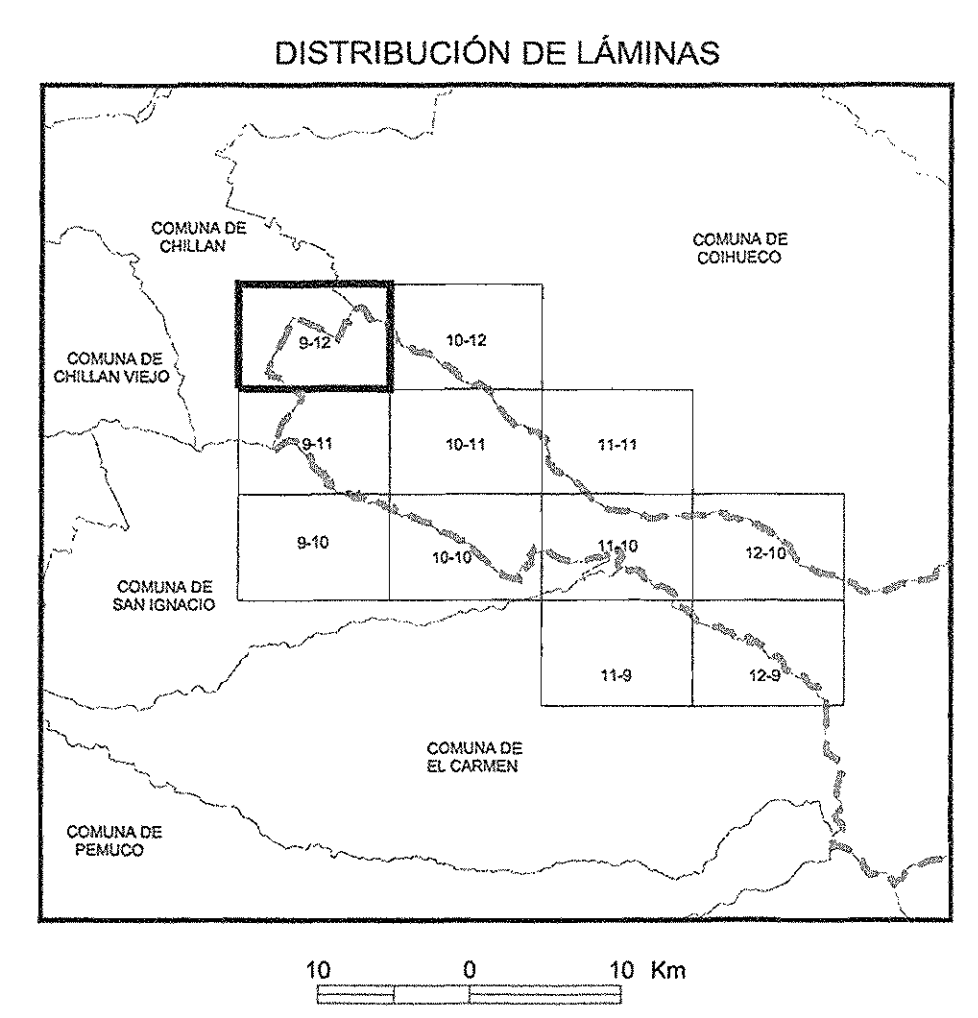 DISTRIBUCIÓN DE LÁMINAS
COMUNA DE
CHILLAN
COMUNA DE
COIHUECO
9-12
10-12
COMUNA DE
CHILLAN VIEJO
9-11
10-11
11-11
9-10
10-10
11-10
12-10
COMUNA DE
SAN IGNACIO
11-9
12-9
COMUNA DE
EL CARMEN
COMUNA DE
PEMUCO
10 0 10 Km